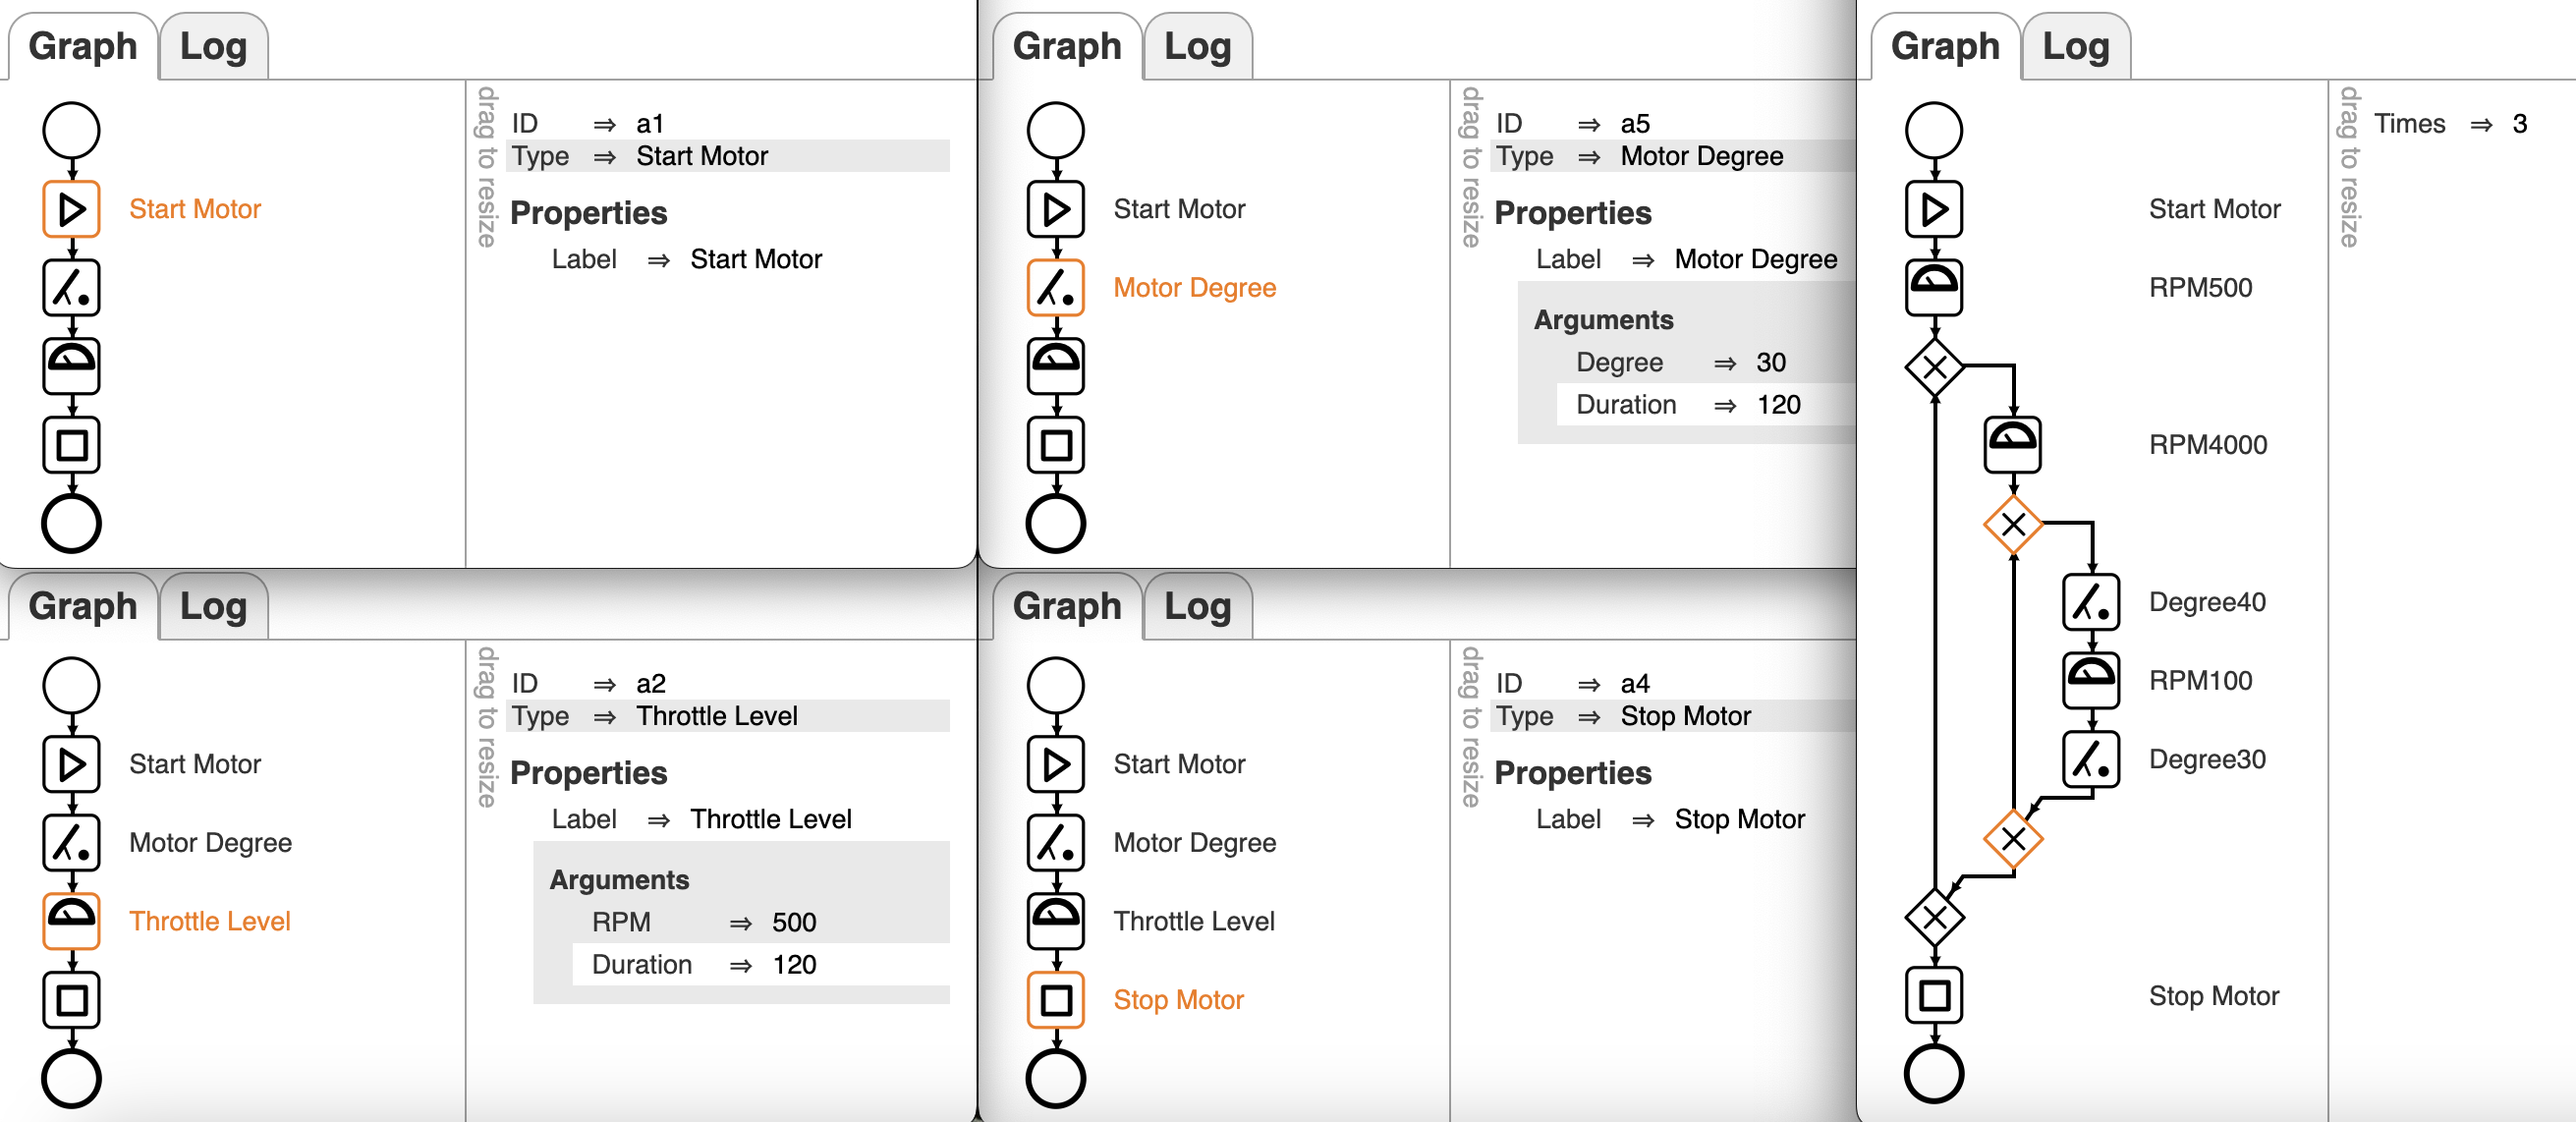 Graph Log
Start Motor
drag to resize
ID ⇒ a1
Type ⇒ Start Motor
Properties
Label ⇒ Start Motor
Graph Log
Start Motor
Motor Degree
drag to resize
ID ⇒ a5
Type ⇒ Motor Degree
Properties
Label ⇒ Motor Degree
Arguments
Degree ⇒ 30
Duration ⇒ 120
Graph Log
Start Motor
Motor Degree
Throttle Level
drag to resize
ID ⇒ a2
Type ⇒ Throttle Level
Properties
Label ⇒ Throttle Level
Arguments
RPM ⇒ 500
Duration ⇒ 120
Graph Log
Start Motor
Motor Degree
Throttle Level
Stop Motor
drag to resize
ID ⇒ a4
Type ⇒ Stop Motor
Properties
Label ⇒ Stop Motor
Graph Log
Start Motor
RPM500
RPM4000
Degree40
RPM100
Degree30
Stop Motor
drag to resize
Times ⇒ 3